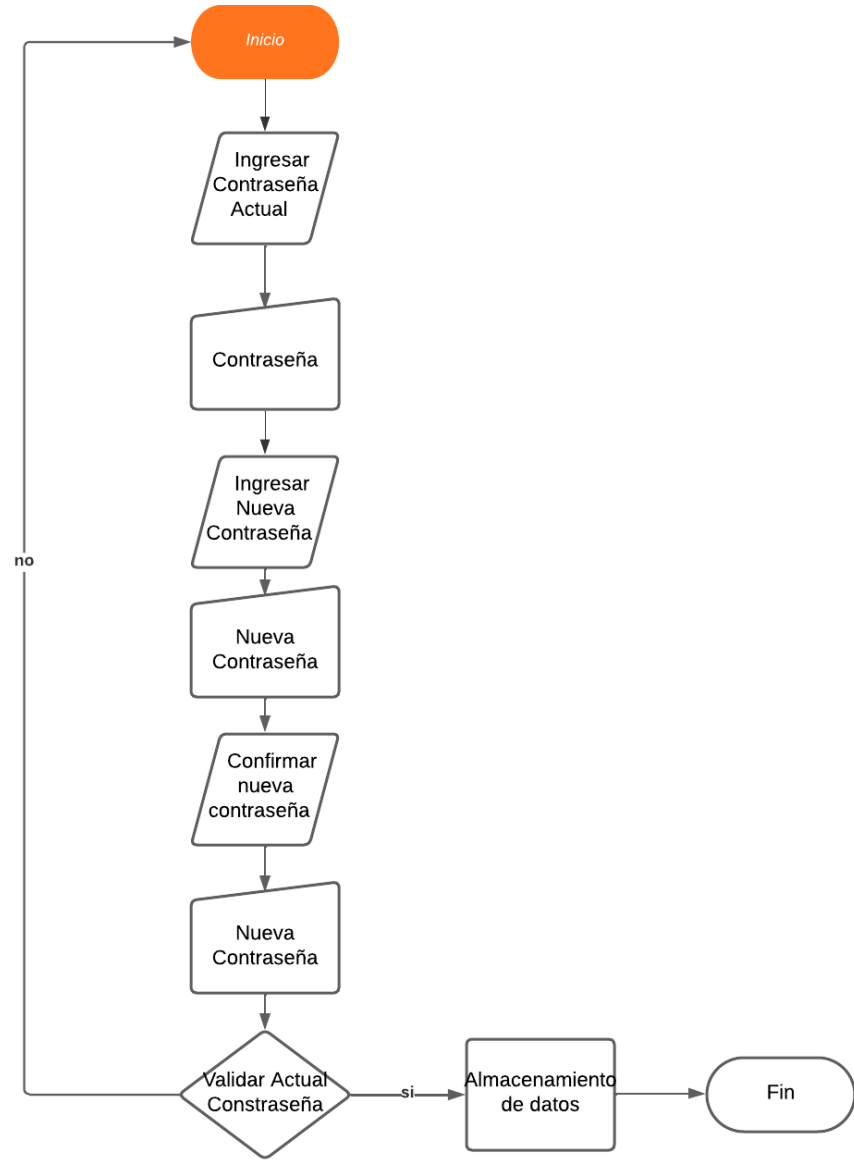 Inicio
Ingresar
Contraseña
Actual
Contraseña
Ingresar
Nueva
Contraseña
no
Nueva
Contraseña
Confirmar
nueva
contraseña
Nueva
Contraseña
Validar Actual
Constraseña
si
Almacenamiento
de datos
Fin